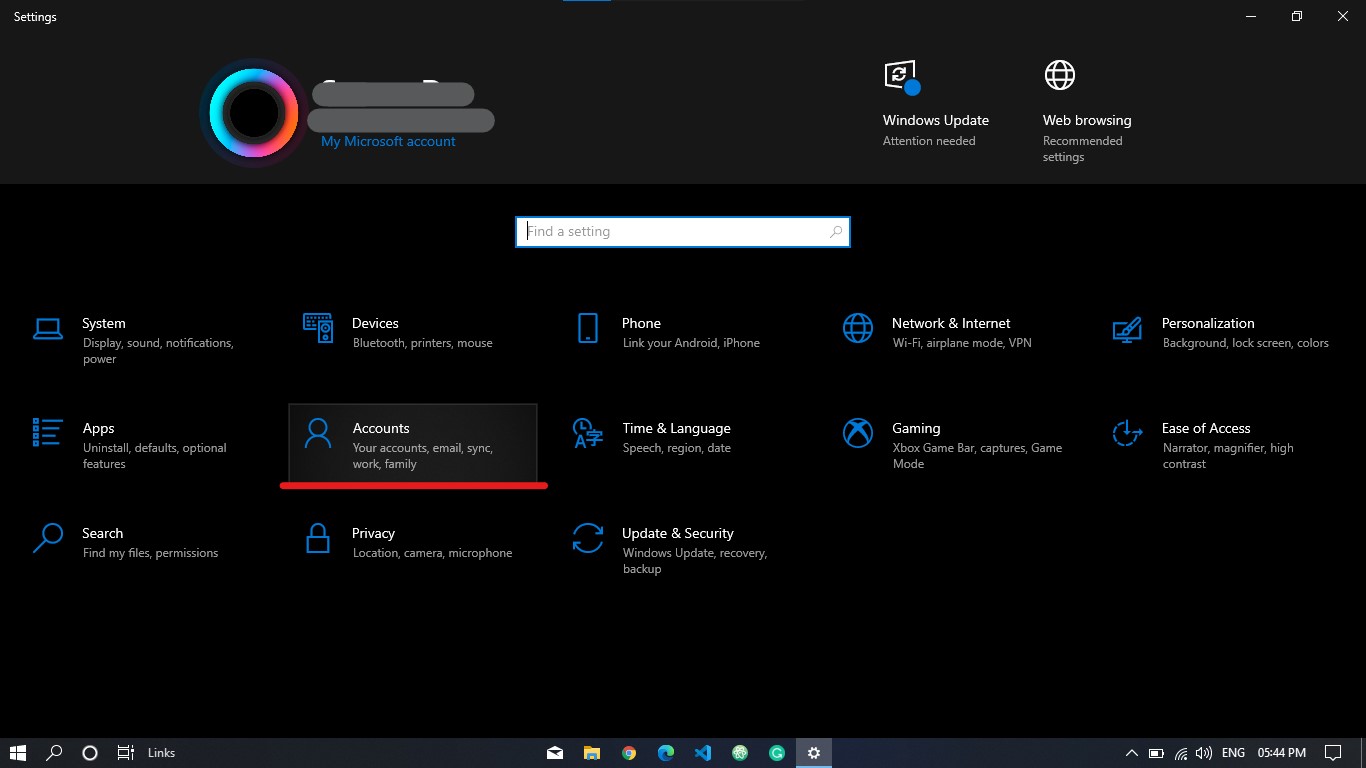 Settings
My Microsoft account
Windows Update
Attention needed
Web browsing
Recommended
settings
Find a setting
System
Display, sound, notifications,
power
Devices
Bluetooth, printers, mouse
Phone
Link your Android, iPhone
Network & Internet
Wi-Fi, airplane mode, VPN
Personalization
Background, lock screen, colors
Apps
Uninstall, defaults, optional
features
Accounts
Your accounts, email, sync,
work, family
Time & Language
Speech, region, date
Gaming
Xbox Game Bar, captures, Game
Mode
Ease of Access
Narrator, magnifier, high
contrast
Search
Find my files, permissions
Privacy
Location, camera, microphone
Update & Security
Windows Update, recovery,
backup
Links
ENG
05:44 PM